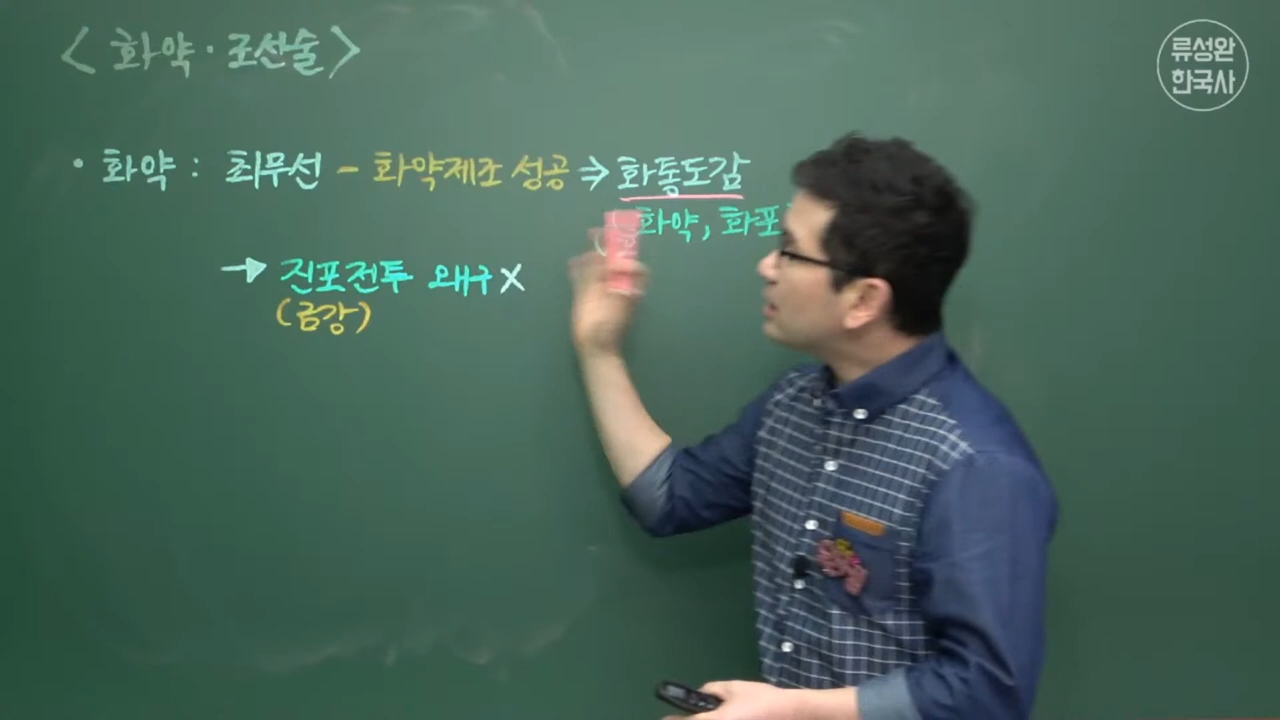 <화약·조선술>
류성완
한국사
· 화약 : 최무선 - 화약제조 성공 ⇒ 화통도감
화약, 화포
→ 진포전투 왜구 X
(금강)